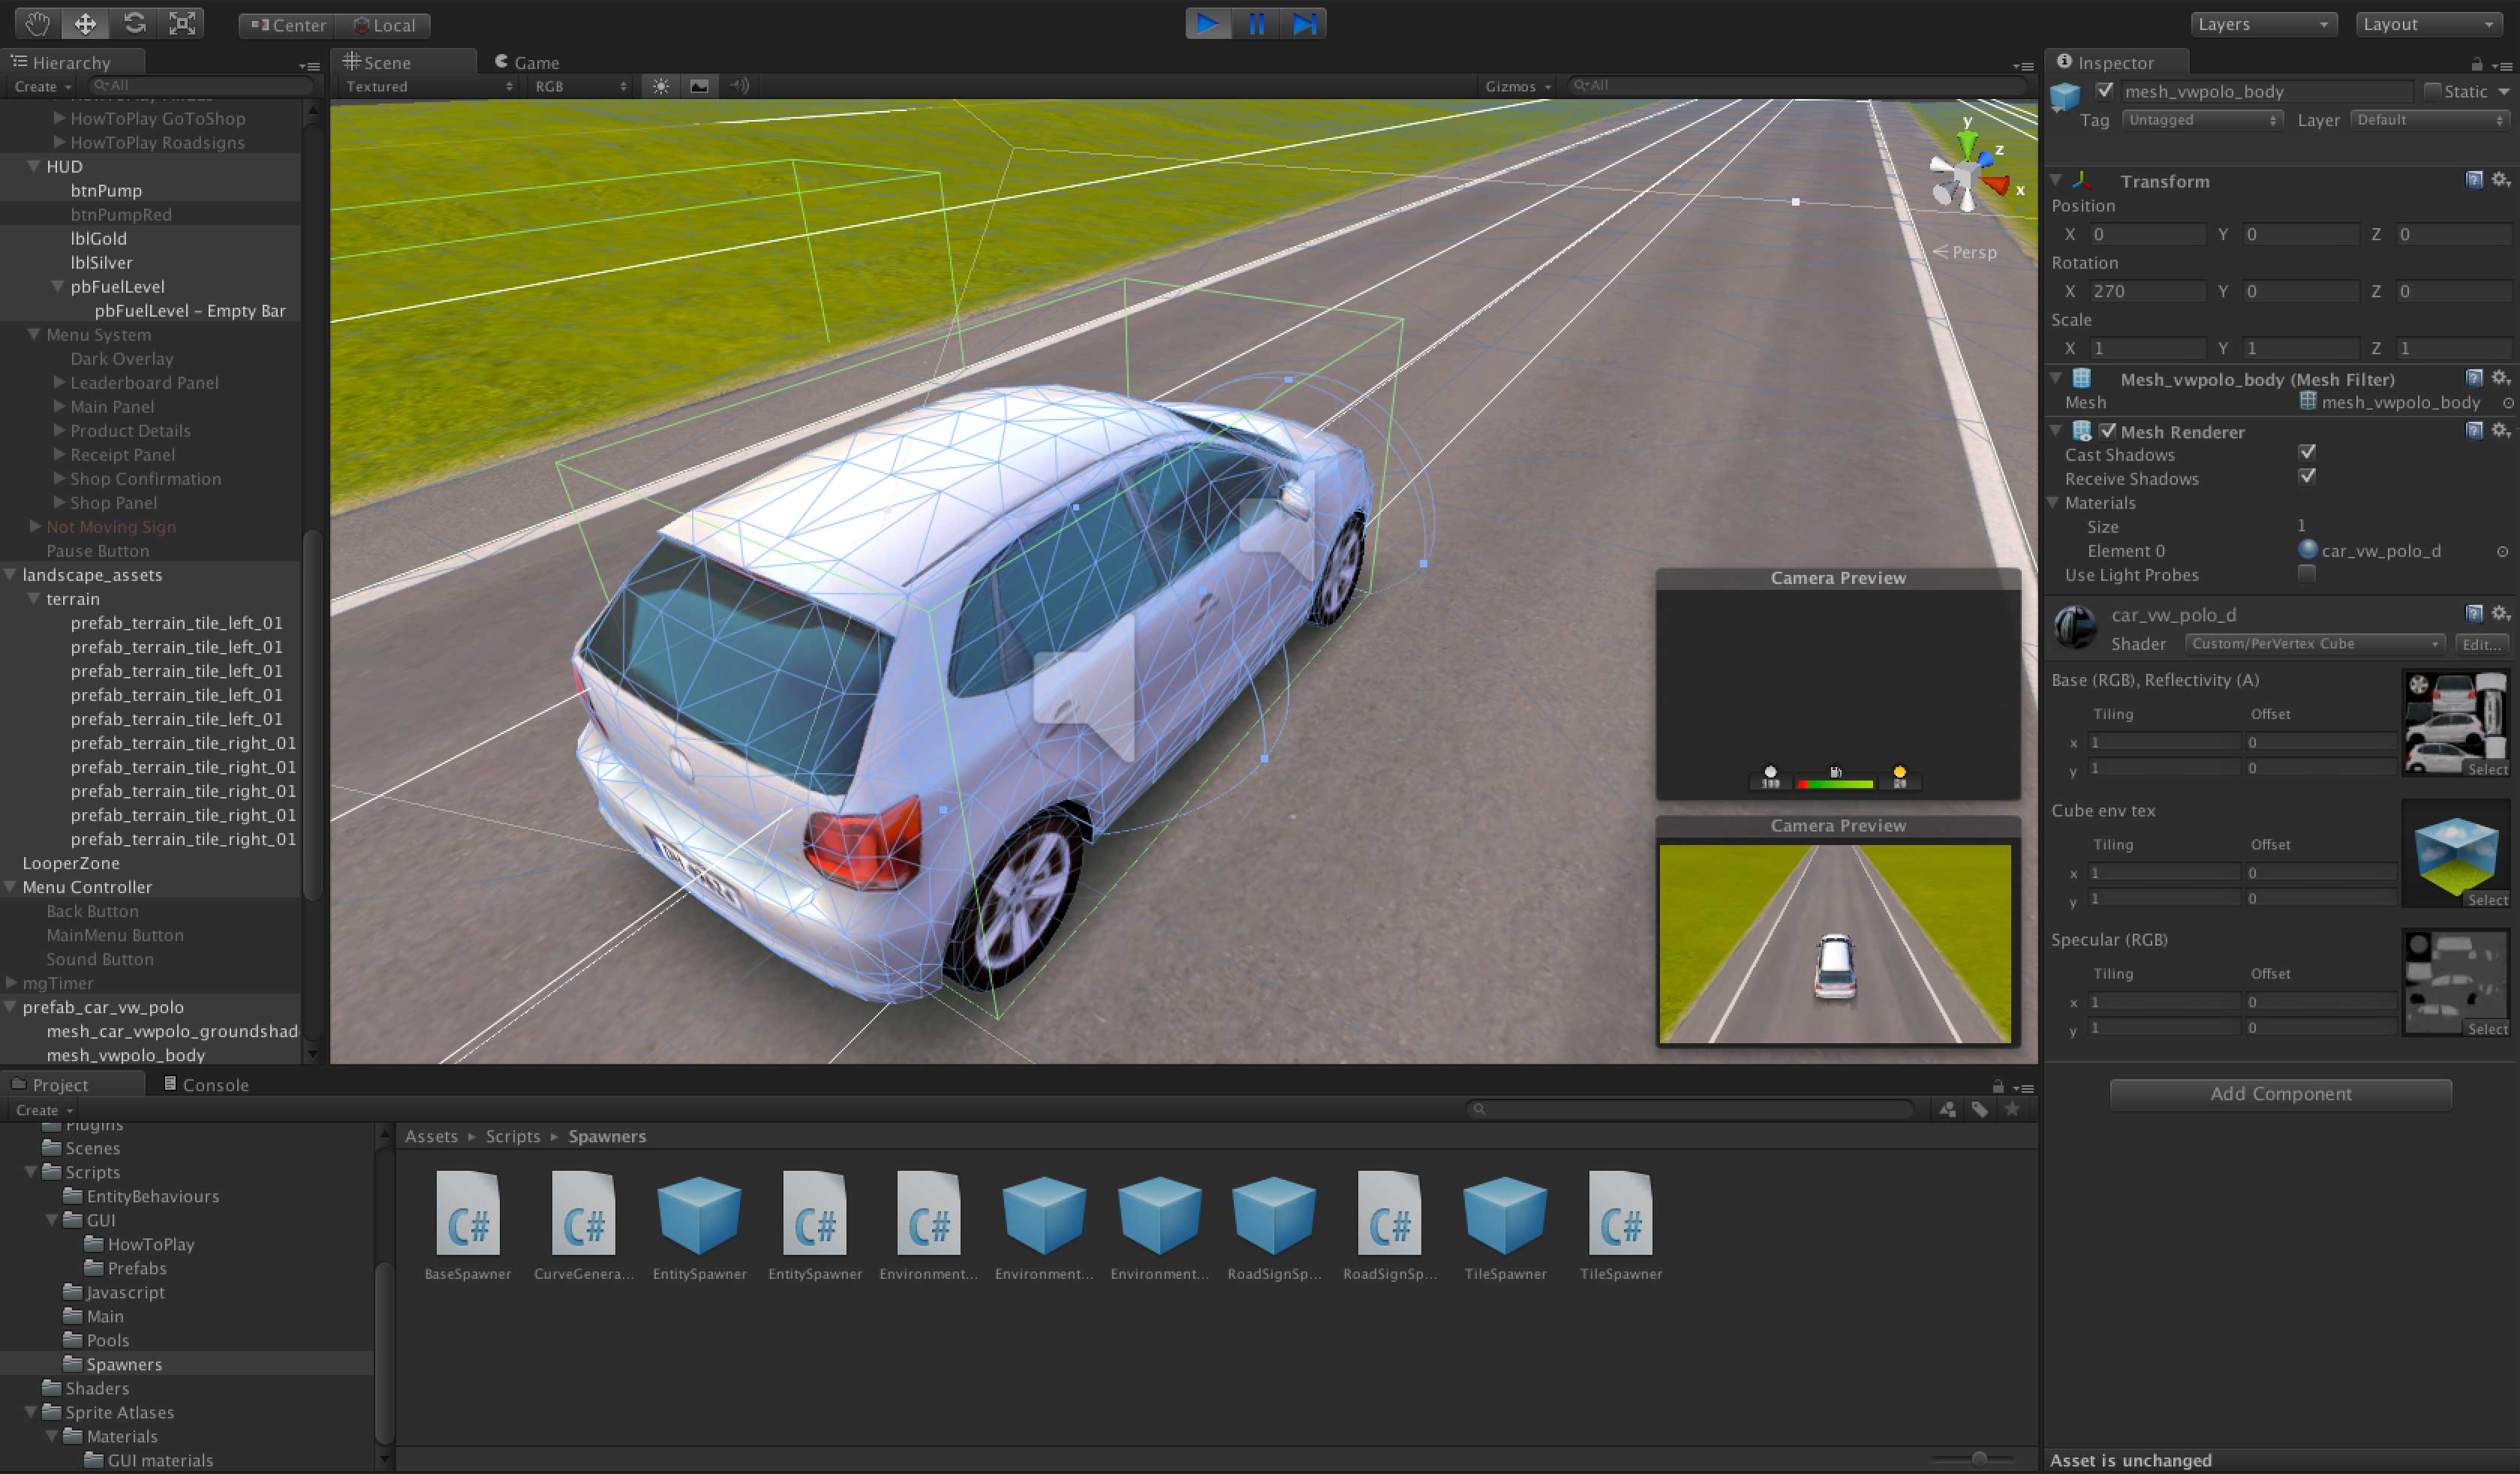 Center
Local
Layers
Layout
Hierarchy
Create
All
HowToPlay GoToShop
HowToPlay Roadsigns
HUD
btnPump
btnPumpRed
lblGold
lblSilver
pbFuelLevel
pbFuelLevel – Empty Bar
Menu System
Dark Overlay
Leaderboard Panel
Main Panel
Product Details
Receipt Panel
Shop Confirmation
Shop Panel
Not Moving Sign
Pause Button
landscape_assets
terrain
prefab_terrain_tile_left_01
prefab_terrain_tile_left_01
prefab_terrain_tile_left_01
prefab_terrain_tile_left_01
prefab_terrain_tile_left_01
prefab_terrain_tile_right_01
prefab_terrain_tile_right_01
prefab_terrain_tile_right_01
prefab_terrain_tile_right_01
prefab_terrain_tile_right_01
LooperZone
Menu Controller
Back Button
MainMenu Button
Sound Button
mgTimer
prefab_car_vw_polo
mesh_car_vwpolo_groundshad
mesh_vwpolo_body
Scene
Game
Textured
RGB
Gizmos
All
y
z
x
Persp
Camera Preview
Camera Preview
Inspector
mesh_vwpolo_body
Static
Tag Untagged
Layer Default
Transform
Position
X 0 Y 0 Z 0
Rotation
X 270 Y 0 Z 0
Scale
X 1 Y 1 Z 1
Mesh_vwpolo_body (Mesh Filter)
Mesh mesh_vwpolo_body
Mesh Renderer
Cast Shadows
Receive Shadows
Materials
Size 1
Element 0 car_vw_polo_d
Use Light Probes
car_vw_polo_d
Shader Custom/PerVertex Cube Edit...
Base (RGB), Reflectivity (A)
Tiling Offset
x 1 0
y 1 0
Select
Cube env tex
Tiling Offset
x 1 0
y 1 0
Select
Specular (RGB)
Tiling Offset
x 1 0
y 1 0
Select
Add Component
Asset is unchanged
Project
Console
Create
Plugins
Scenes
Scripts
EntityBehaviours
GUI
HowToPlay
Prefabs
Javascript
Main
Pools
Spawners
Shaders
Sprite Atlases
Materials
GUI materials
Assets ▸ Scripts ▸ Spawners
C# C# C# C# C# C#
BaseSpawner CurveGenera... EntitySpawner EntitySpawner Environment... Environment... Environment... RoadSignSp... RoadSignSp... TileSpawner TileSpawner